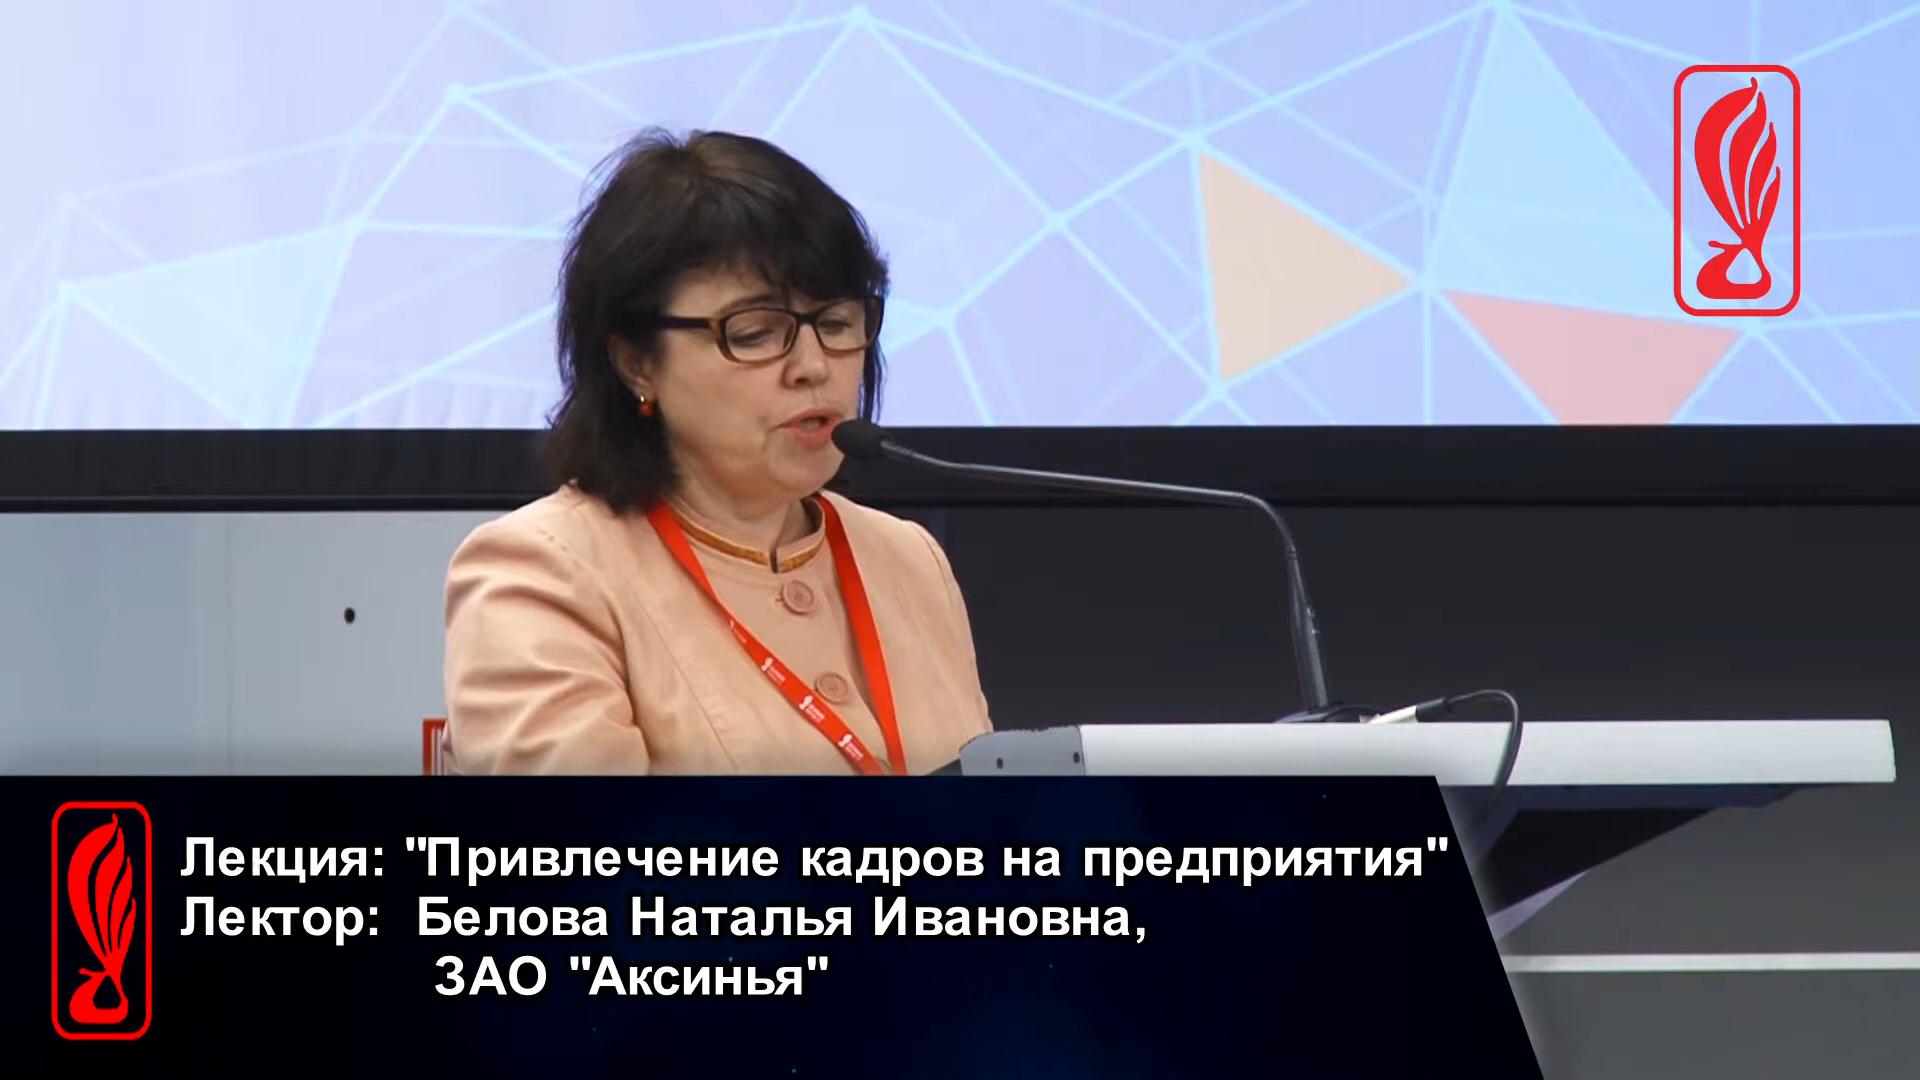 Лекция: "Привлечение кадров на предприятия"
Лектор: Белова Наталья Ивановна,
ЗАО "Аксинья"